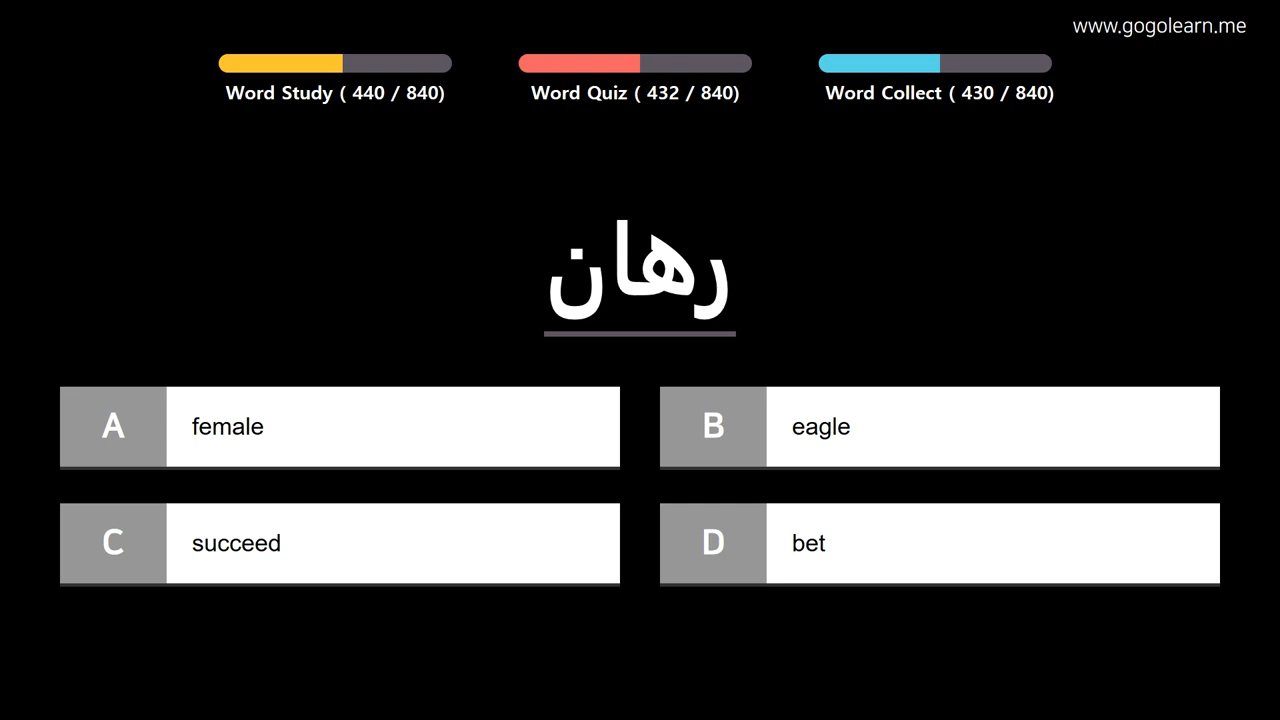 www.gogolearn.me
Word Study ( 440 / 840)
Word Quiz ( 432 / 840)
Word Collect ( 430 / 840)
رهان
A female
B eagle
C succeed
D bet